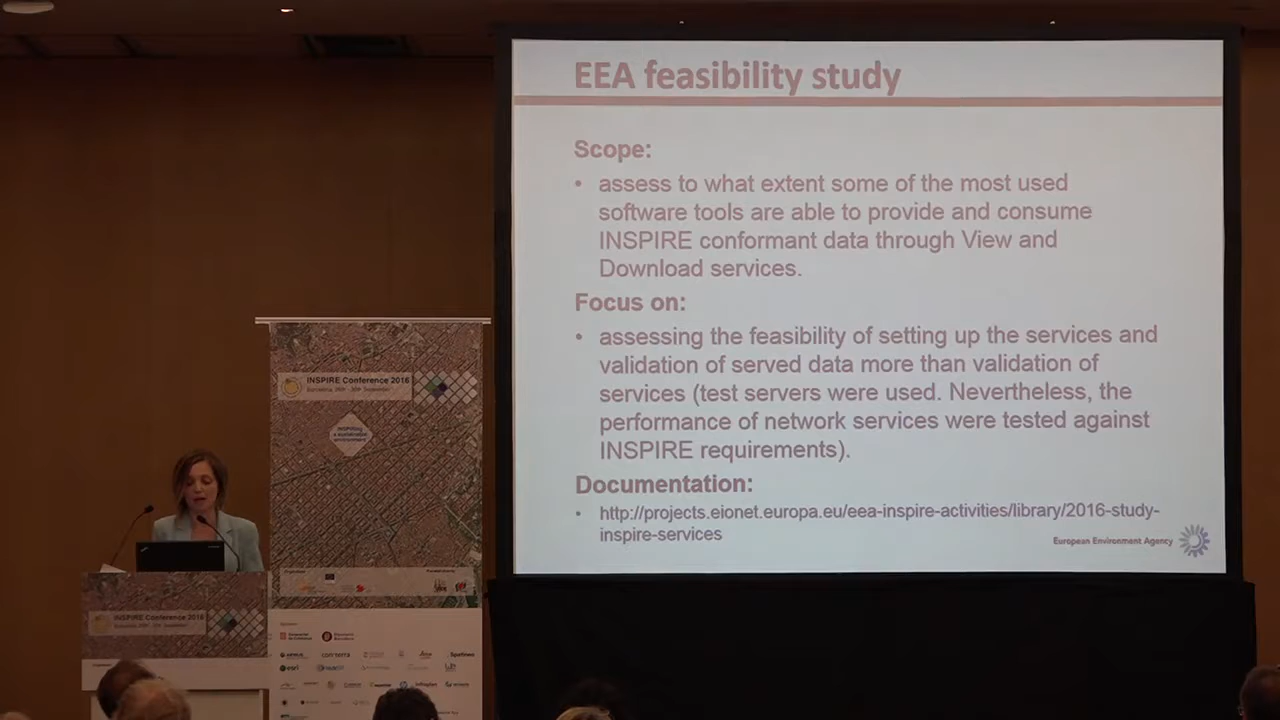 EEA feasibility study
Scope:
• assess to what extent some of the most used
software tools are able to provide and consume
INSPIRE conformant data through View and
Download services.
Focus on:
• assessing the feasibility of setting up the services and
validation of served data more than validation of
services (test servers were used. Nevertheless, the
performance of network services were tested against
INSPIRE requirements).
Documentation:
• http://projects.eionet.europa.eu/eea-inspire-activities/library/2016-study-
inspire-services
European Environment Agency
INSPIRE Conference 2016
INSPIRE Conference 2016
esri